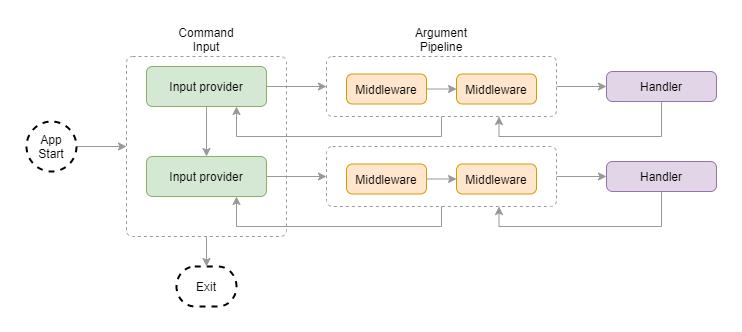 Command
Input
Argument
Pipeline
Input provider
Middleware
Middleware
Handler
App
Start
Input provider
Middleware
Middleware
Handler
Exit